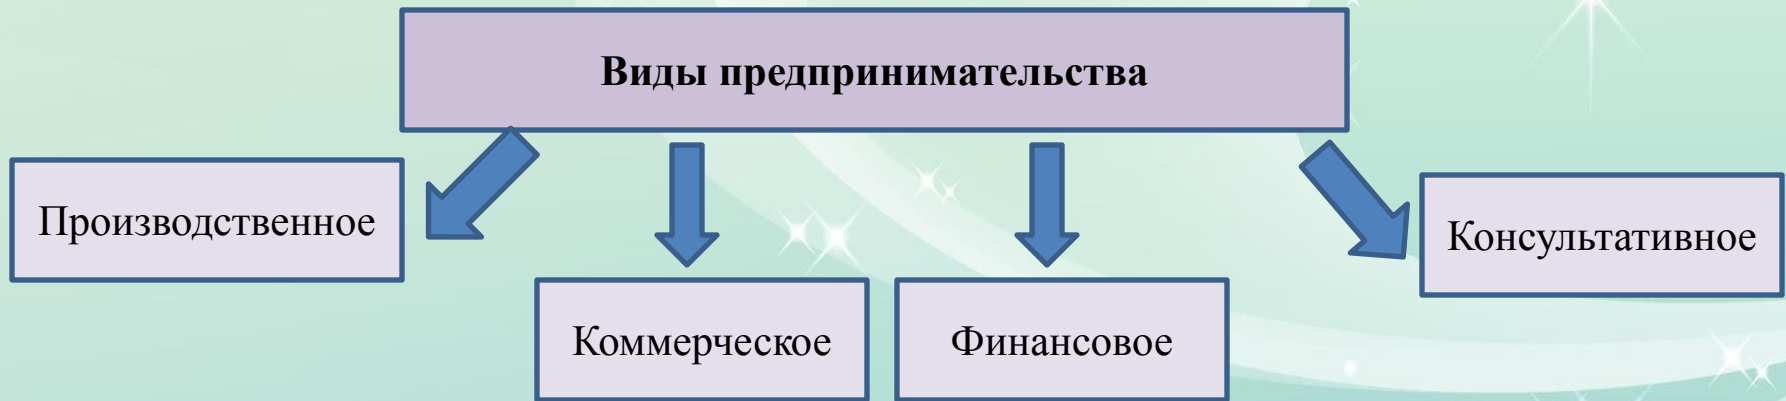 Виды предпринимательства
Производственное
Коммерческое
Финансовое
Консультативное